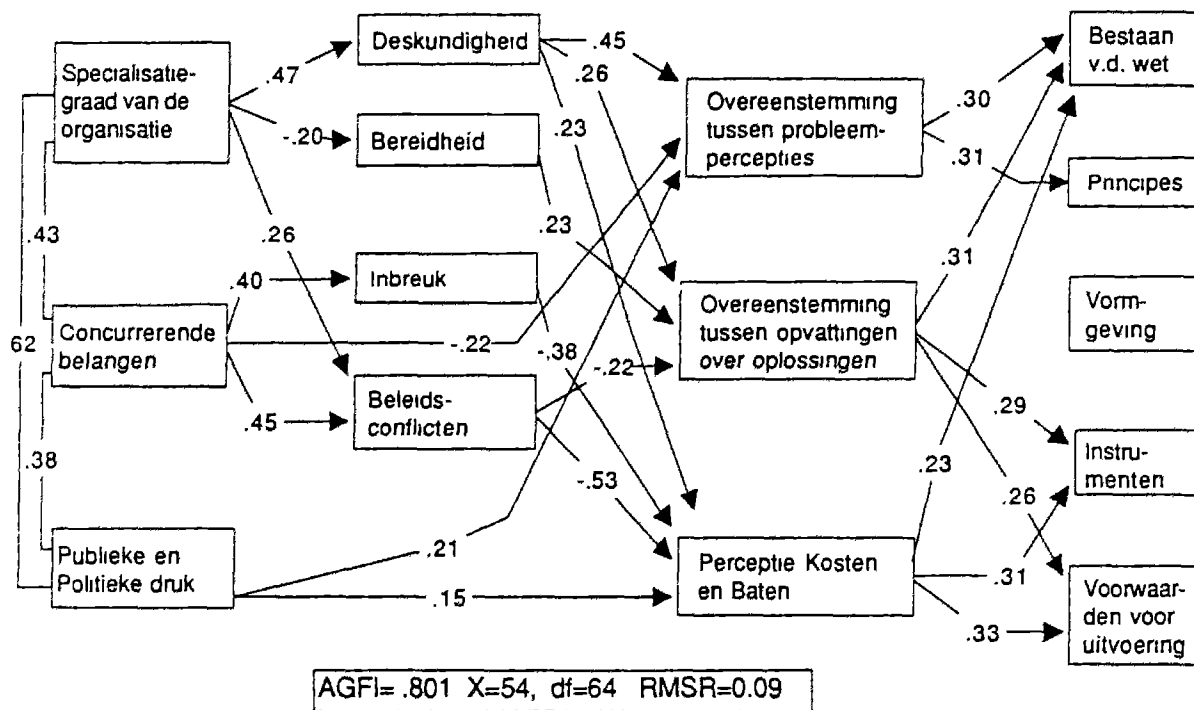 Specialisatie-
graad van de
organisatie
Concurrerende
belangen
Publieke en
Politieke druk
.43
62
.38
.47
-.20
.26
.40
.45
-.22
.21
.15
Deskundigheid
Bereidheid
Inbreuk
Beleids-
conflicten
.45
.26
.23
.23
-.38
-.22
-.53
Overeenstemming
tussen probleem-
percepties
Overeenstemming
tussen opvattingen
over oplossingen
Perceptie Kosten
en Baten
.30
.31
.31
.29
.26
.23
.31
.33
Bestaan
v.d. wet
Principes
Vorm-
geving
Instru-
menten
Voorwaar-
den voor
uitvoering
AGFI= .801 X=54, df=64 RMSR=0.09